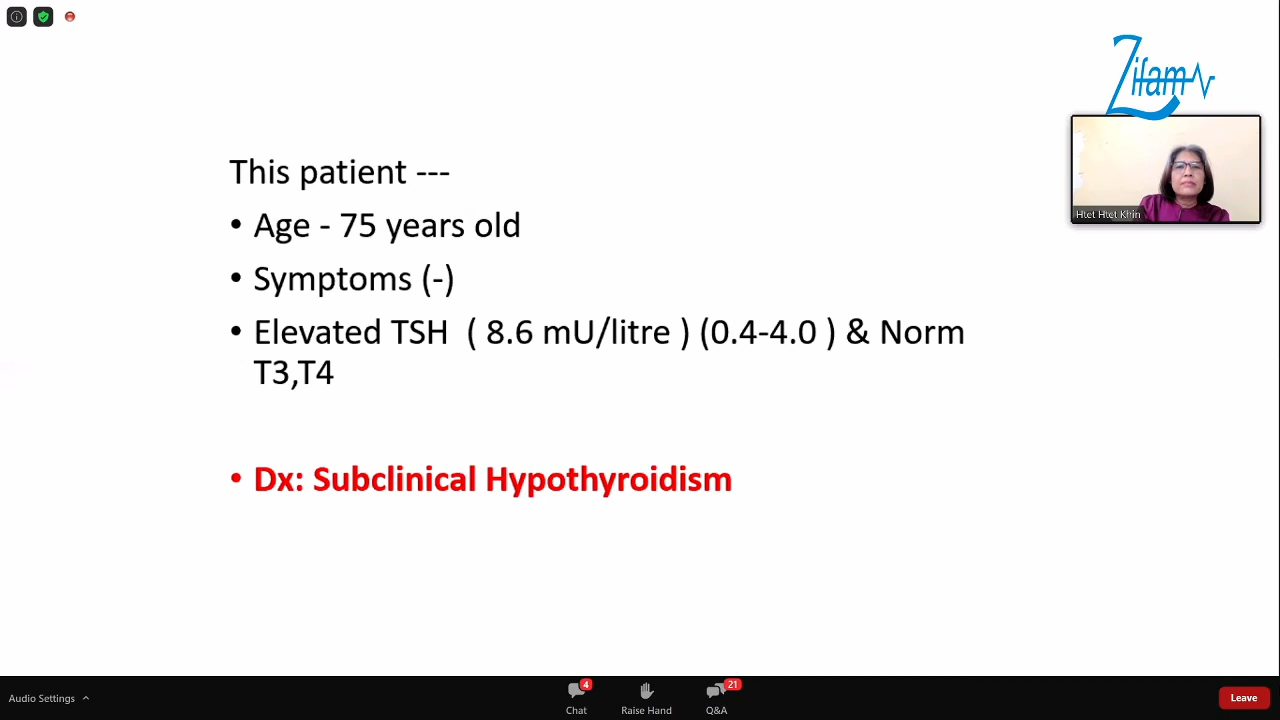 Zifam
This patient ---
• Age - 75 years old
• Symptoms (-)
• Elevated TSH ( 8.6 mU/litre ) (0.4-4.0 ) & Norm
T3,T4
• Dx: Subclinical Hypothyroidism
Htet Htet Khin
Audio Settings
4
Chat
Raise Hand
21
Q&A
Leave